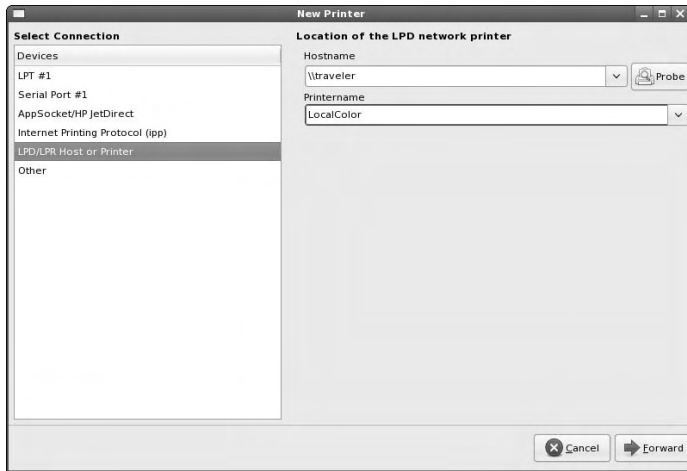 New Printer
Select Connection
Devices
LPT #1
Serial Port #1
AppSocket/HP JetDirect
Internet Printing Protocol (ipp)
LPD/LPR Host or Printer
Other
Location of the LPD network printer
Hostname
\\traveler
Probe
Printername
LocalColor
Cancel
Forward